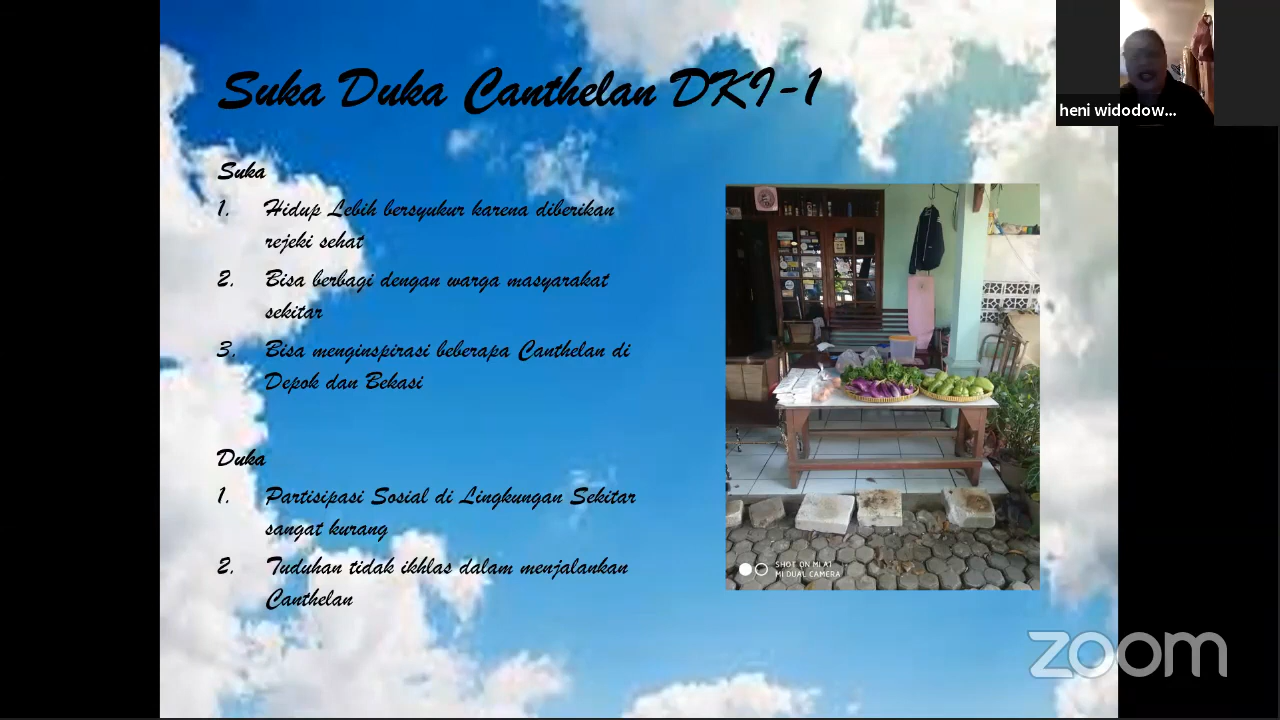 Suka Duka Canthelan DKI-1
heni widodow...
Suka
1. Hidup Lebih bersyukur karena diberikan
rejeki sehat
2. Bisa berbagi dengan warga masyarakat
sekitar
3. Bisa menginspirasi beberapa Canthelan di
Depok dan Bekasi
Duka
1. Partisipasi Sosial di Lingkungan Sekitar
sangat kurang
2. Tuduhan tidak ikhlas dalam menjalankan
Canthelan
SHOT ON MI A1
MI DUAL CAMERA
zoom